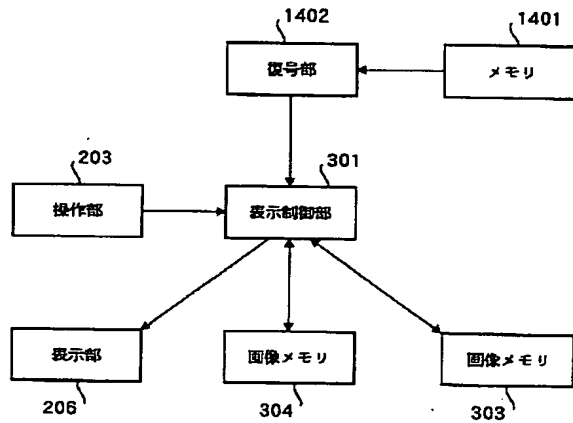 1402
1401
復号部
メモリ
203
301
操作部
表示制御部
表示部
画像メモリ
画像メモリ
206
304
303